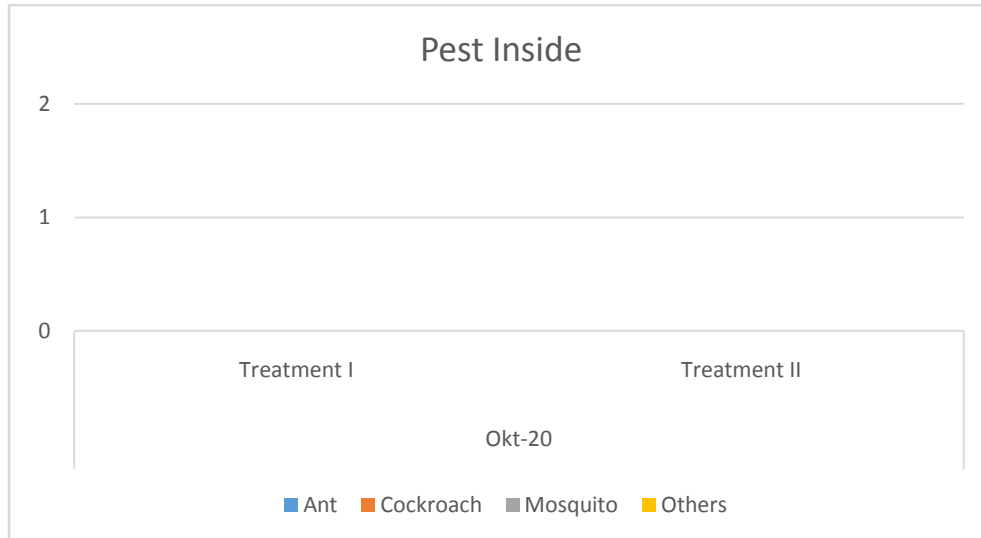 Pest Inside
2
1
0
Treatment I Treatment II
Okt-20
Ant Cockroach Mosquito Others